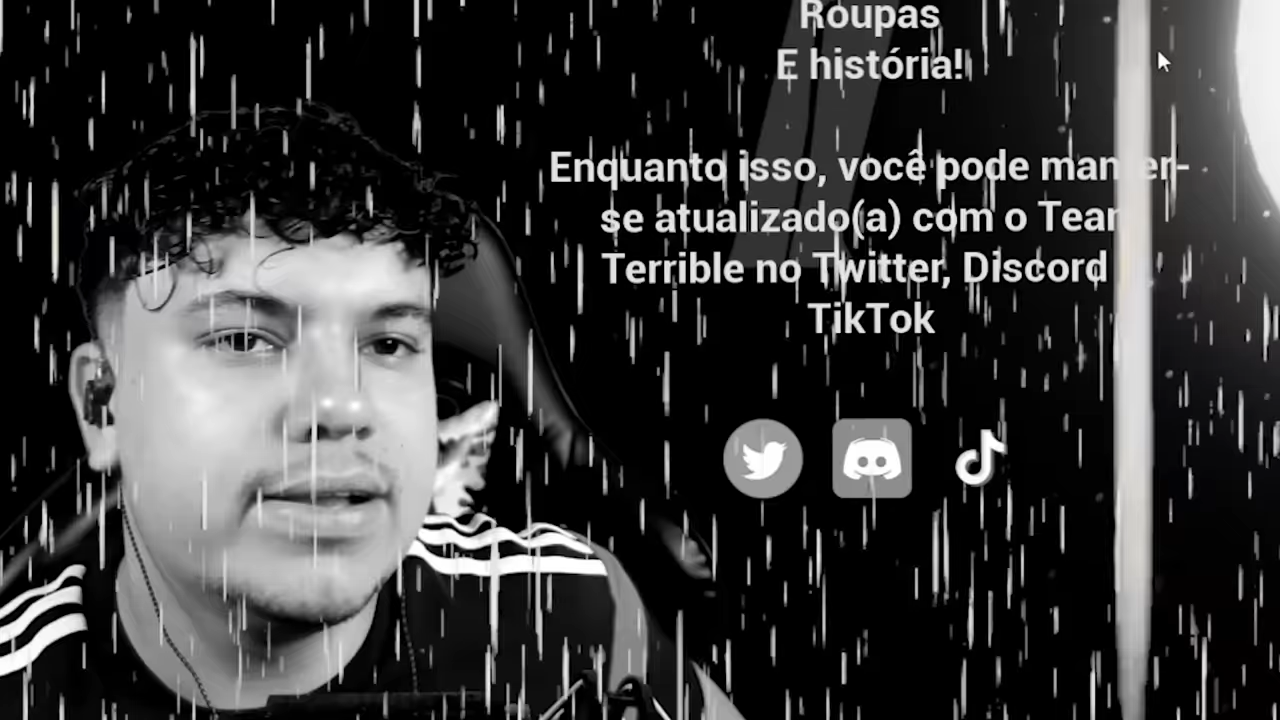 Roupas
E história!
Enquanto isso, você pode manter-
se atualizado(a) com o Team
Terrible no Twitter, Discord
TikTok